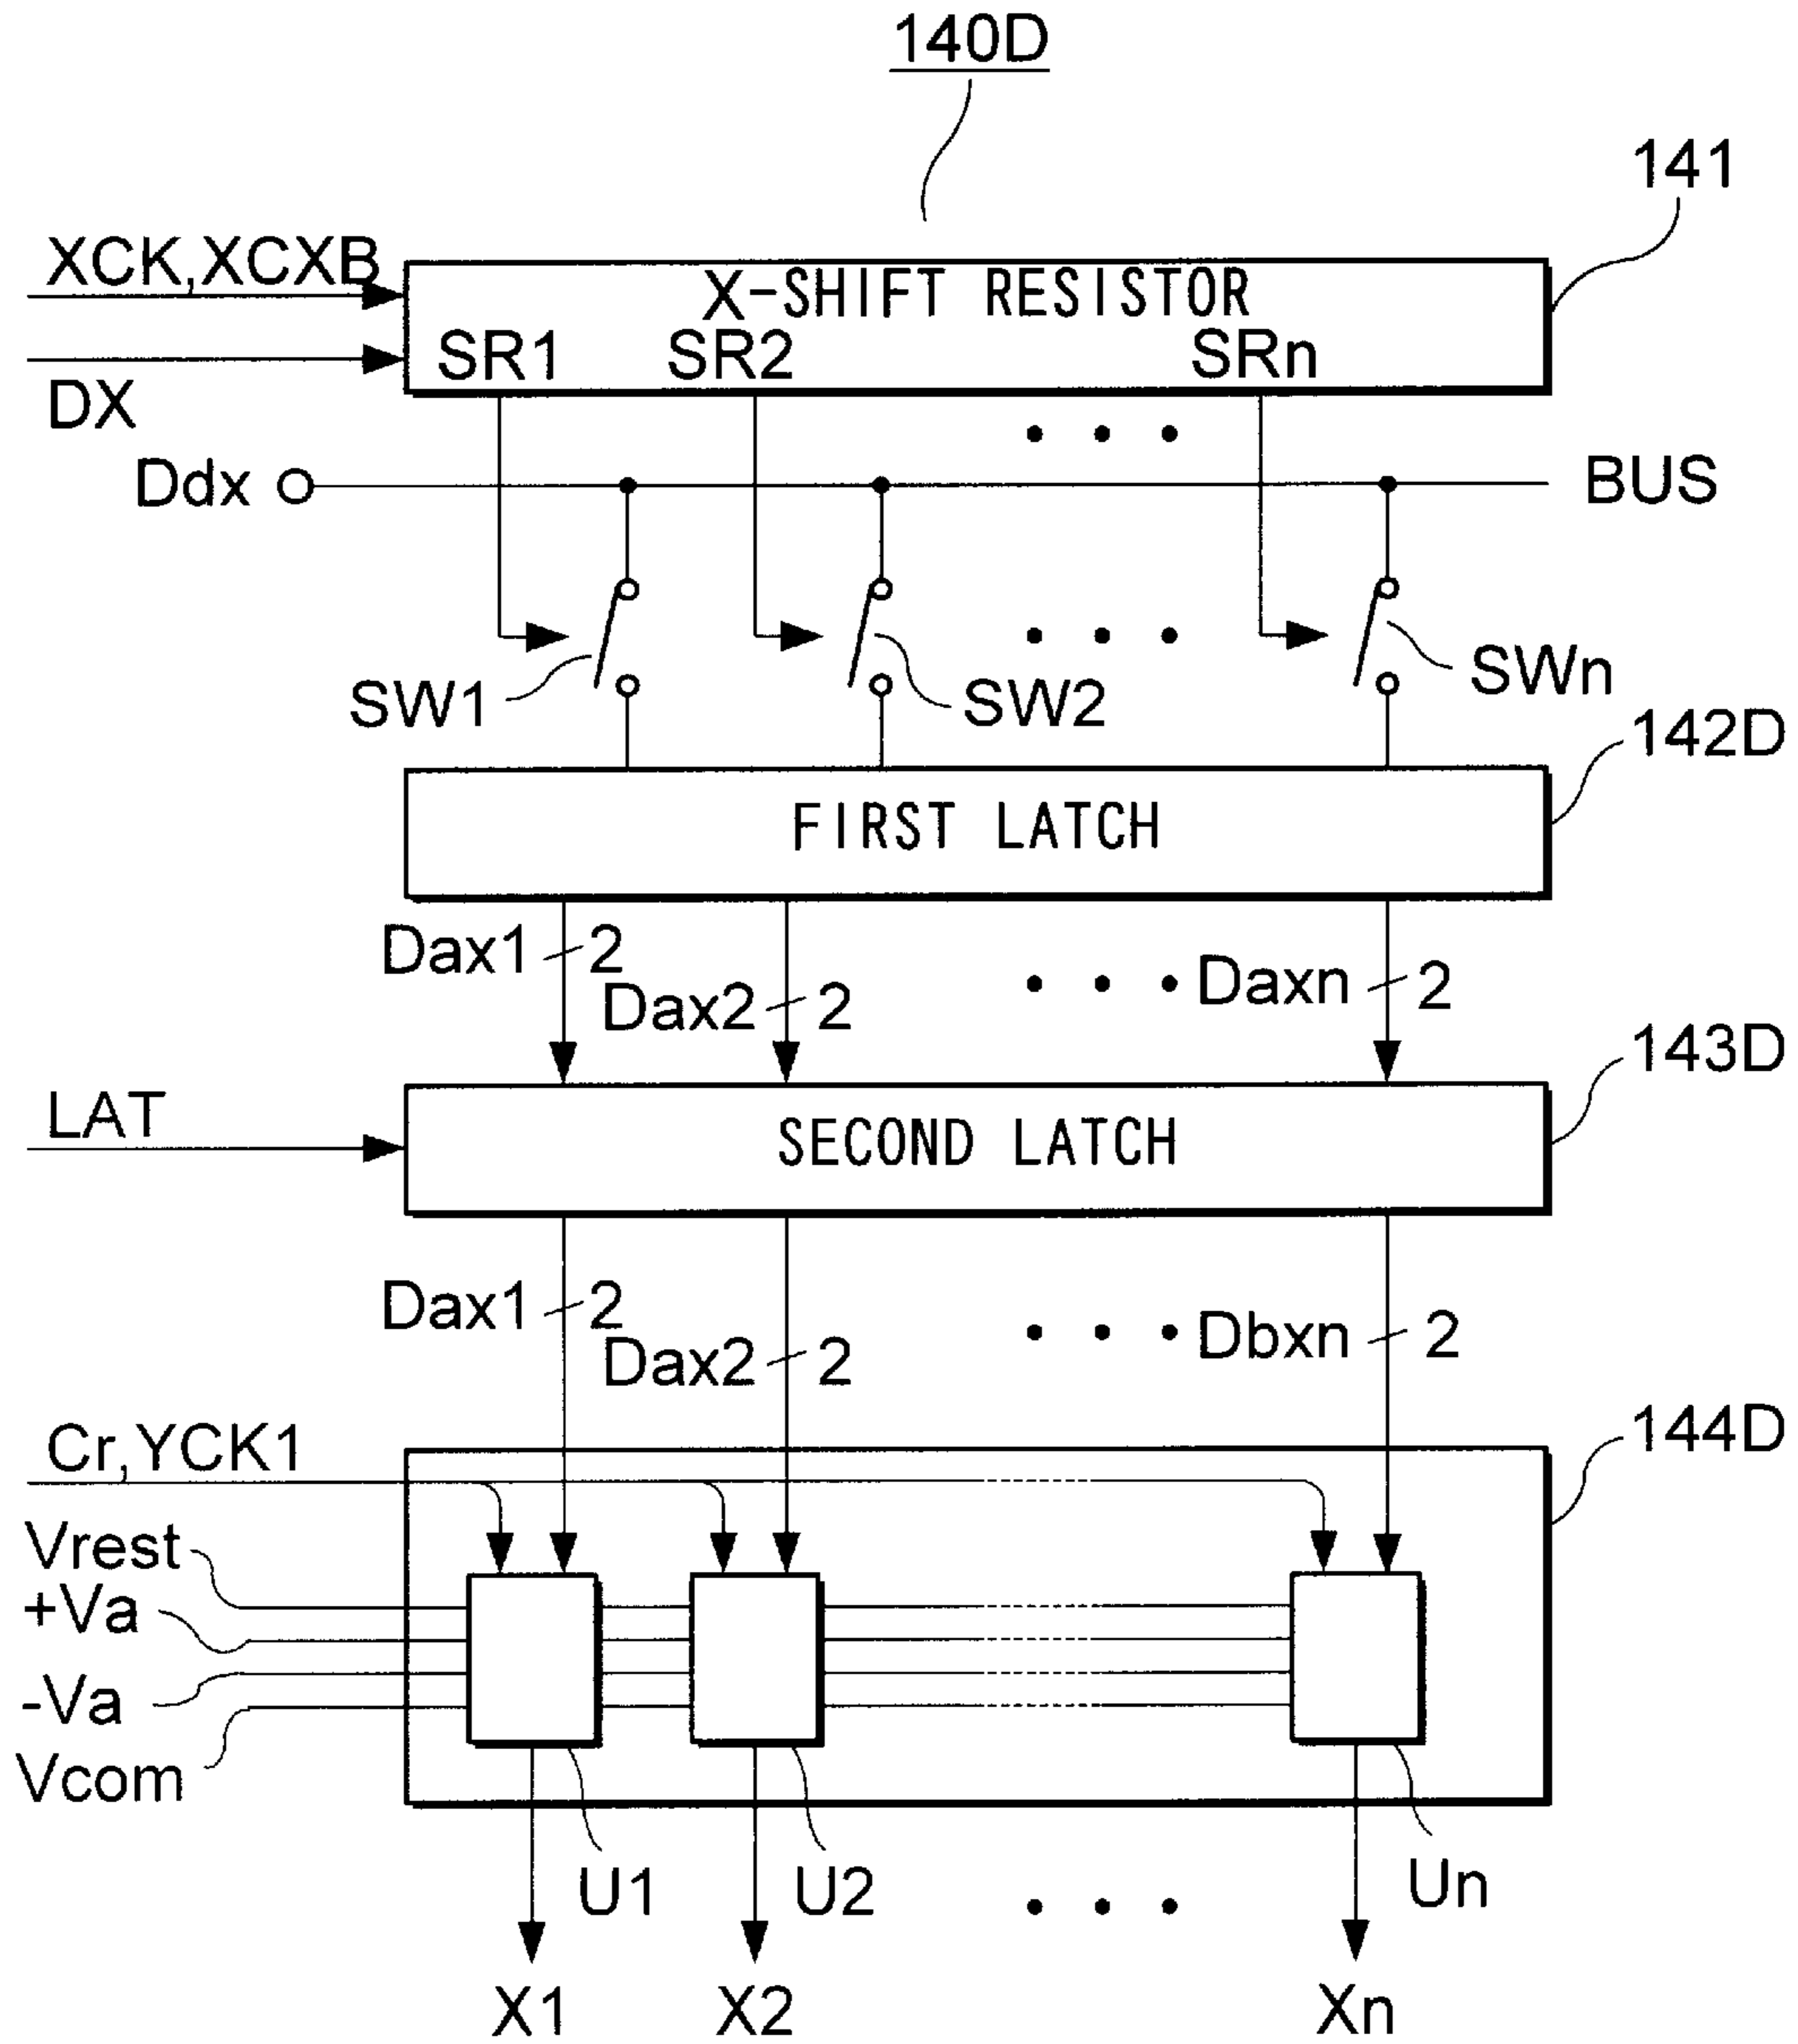 140D
141
XCK,XCXB
X-SHIFT RESISTOR
SR1 SR2 SRn
DX
Ddx
BUS
SW1
SW2
SWn
142D
FIRST LATCH
Dax1 2
Dax2 2
Daxn 2
143D
LAT
SECOND LATCH
Dax1 2
Dax2 2
Dbxn 2
144D
Cr,YCK1
Vrest
+Va
-Va
Vcom
U1
U2
Un
X1
X2
Xn